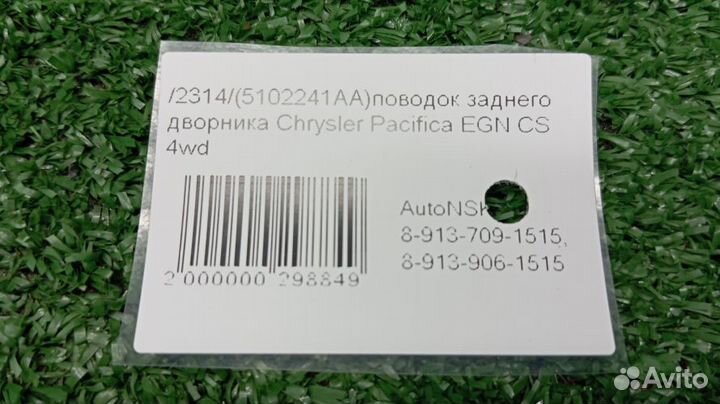 /2314/(5102241AA)поводок заднего
дворника Chrysler Pacifica EGN CS
4wd
AutoNSK
8-913-709-1515,
8-913-906-1515
2 000000 298849
Avito